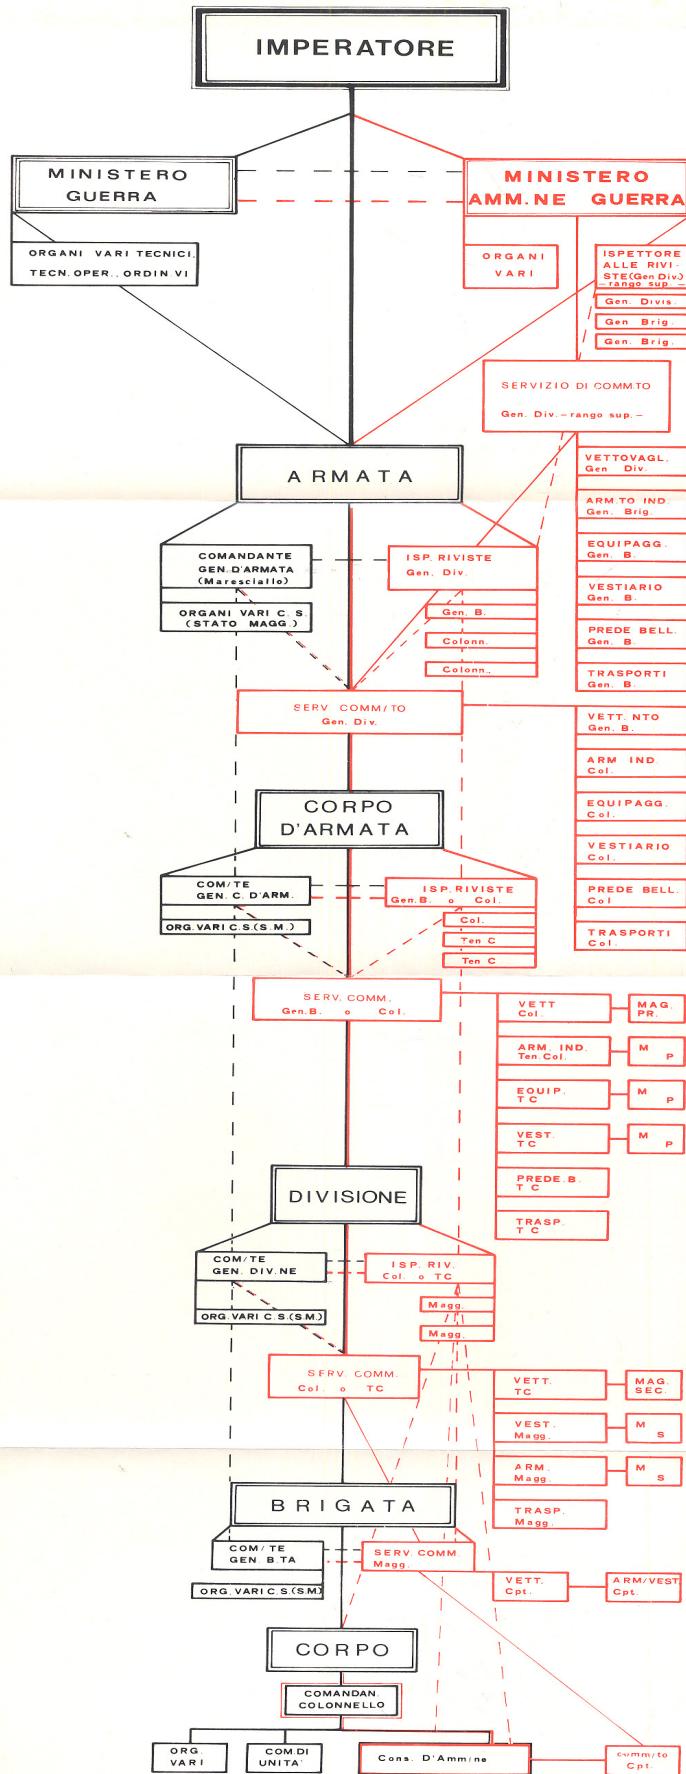 IMPERATORE
MINISTERO
GUERRA
MINISTERO
AMM.NE GUERRA
ORGANI VARI TECNICI,
TECN. OPER., ORDIN.VI
ORGANI
VARI
ISPETTORE
ALLE RIVI-
STE(Gen Div.)
—rango sup.—
Gen. Divis.
Gen Brig.
Gen. Brig.
SERVIZIO DI COMM.TO
Gen. Div.—rango sup.—
ARMATA
VETTOVAGL.
Gen Div.
ARM.TO IND.
Gen. Brig.
EQUIPAGG.
Gen. B.
VESTIARIO
Gen. B.
PREDE BELL.
Gen. B.
TRASPORTI
Gen. B.
COMANDANTE
GEN. D'ARMATA
(Maresciallo)
ORGANI VARI C. S.
(STATO MAGG.)
ISP. RIVISTE
Gen. Div.
Gen. B.
Colonn.
Colonn.,
SERV. COMM/TO
Gen. Div.
VETT. NTO
Gen. B.
ARM IND.
Col.
EQUIPAGG.
Col.
VESTIARIO
Col.
PREDE BELL.
Col
TRASPORTI
Col.
CORPO
D'ARMATA
COM/TE
GEN. C. D'ARM.
ORG. VARI C.S.(S.M.)
ISP. RIVISTE
Gen.B. o Col.
Col.
Ten C
Ten C
SERV. COMM.
Gen.B. o Col.
VETT
Col.
MAG.
PR.
ARM. IND.
Ten.Col.
M
P
EQUIP.
T C
M
P
VEST.
T C
M
P
PREDE.B.
T C
TRASP.
T C
DIVISIONE
COM/TE
GEN. DIV.NE
ORG. VARI C.S.(S.M.)
ISP. RIV.
Col. o TC
Magg.
Magg.
SERV. COMM.
Col. o TC
VETT.
TC
MAG.
SEC.
VEST.
Magg.
M
S
ARM.
Magg.
M
S
TRASP.
Magg.
BRIGATA
COM/TE
GEN. B.TA
ORG. VARI C.S.(S.M)
SERV. COMM
Magg.
VETT.
Cpt.
ARM/VEST
Cpt.
CORPO
COMANDAN.
COLONNELLO
ORG.
VARI
COM.DI
UNITA'
Cons. D'Amm/ne
Comm/to
Cpt.